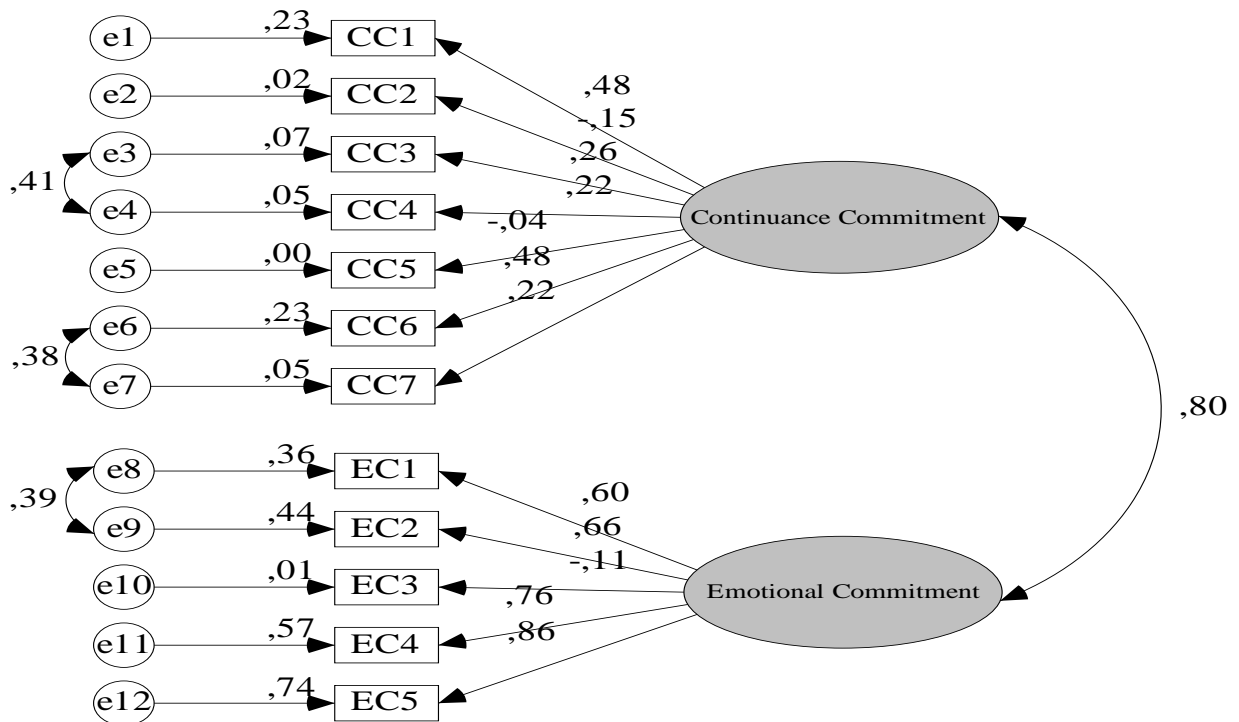 e1 ,23 CC1
,48
e2 ,02 CC2
-,15
e3 ,07 CC3
,26
,41
,22
e4 ,05 CC4
Continuance Commitment
-,04
e5 ,00 CC5
,48
,22
e6 ,23 CC6
,38
e7 ,05 CC7
,80
e8 ,36 EC1
,39
,60
e9 ,44 EC2
,66
-,11
e10 ,01 EC3
Emotional Commitment
,76
e11 ,57 EC4
,86
e12 ,74 EC5